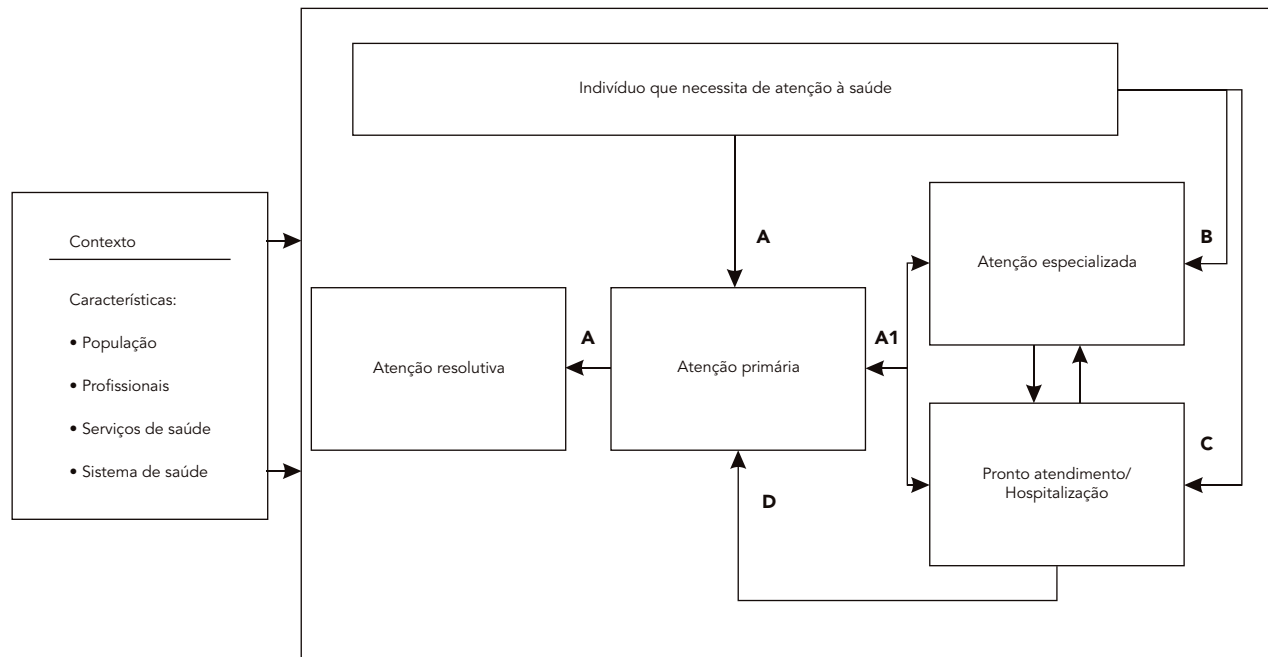 Indivíduo que necessita de atenção à saúde
Contexto
Características:
• População
• Profissionais
• Serviços de saúde
• Sistema de saúde
A
B
Atenção especializada
Atenção resolutiva
A
Atenção primária
A1
C
Pronto atendimento/
Hospitalização
D